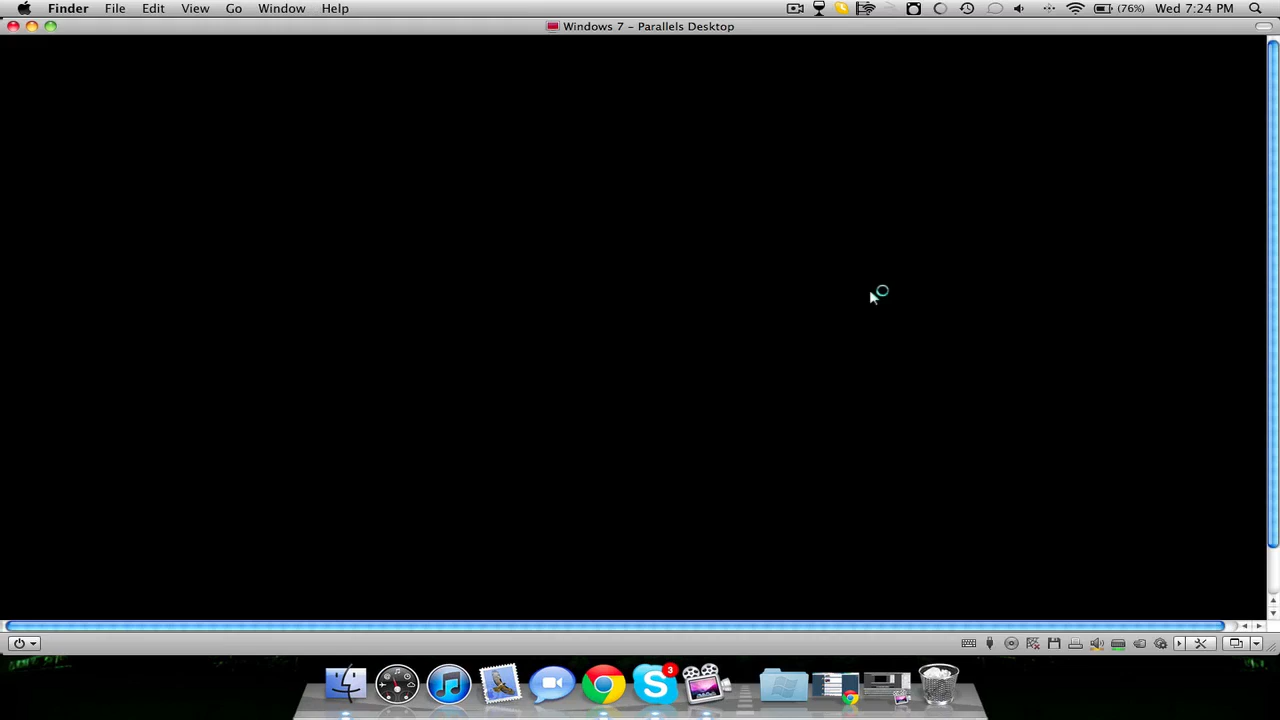 Finder File Edit View Go Window Help (76%) Wed 7:24 PM
Windows 7 - Parallels Desktop
3